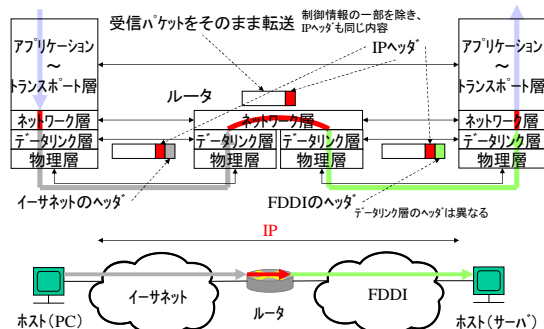 受信ﾊﾟｹｯﾄをそのまま転送
制御情報の一部を除き、
IPﾍｯﾀﾞも同じ内容
アプリケーション
～
トランスポート層
ネットワーク層
データリンク層
物理層
ルータ
IPﾍｯﾀﾞ
ネットワーク層
データリンク層
データリンク層
物理層
物理層
アプリケーション
～
トランスポート層
ネットワーク層
データリンク層
物理層
イーサネットのヘッダ
FDDIのヘッダ
データリンク層のヘッダは異なる
IP
イーサネット
FDDI
ホスト（PC）
ルータ
ホスト（サーバ）